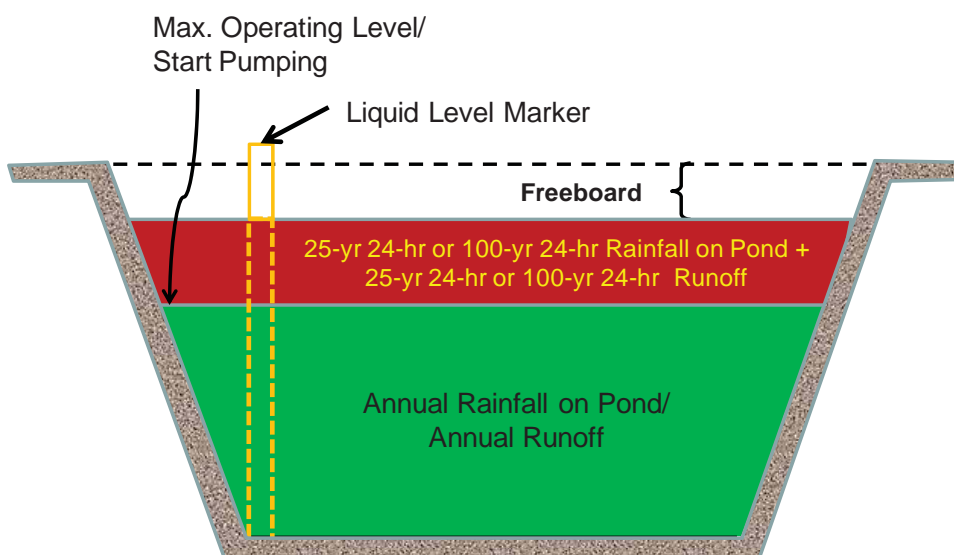 Max. Operating Level/
Start Pumping
Liquid Level Marker
Freeboard
25-yr 24-hr or 100-yr 24-hr Rainfall on Pond +
25-yr 24-hr or 100-yr 24-hr Runoff
Annual Rainfall on Pond/
Annual Runoff